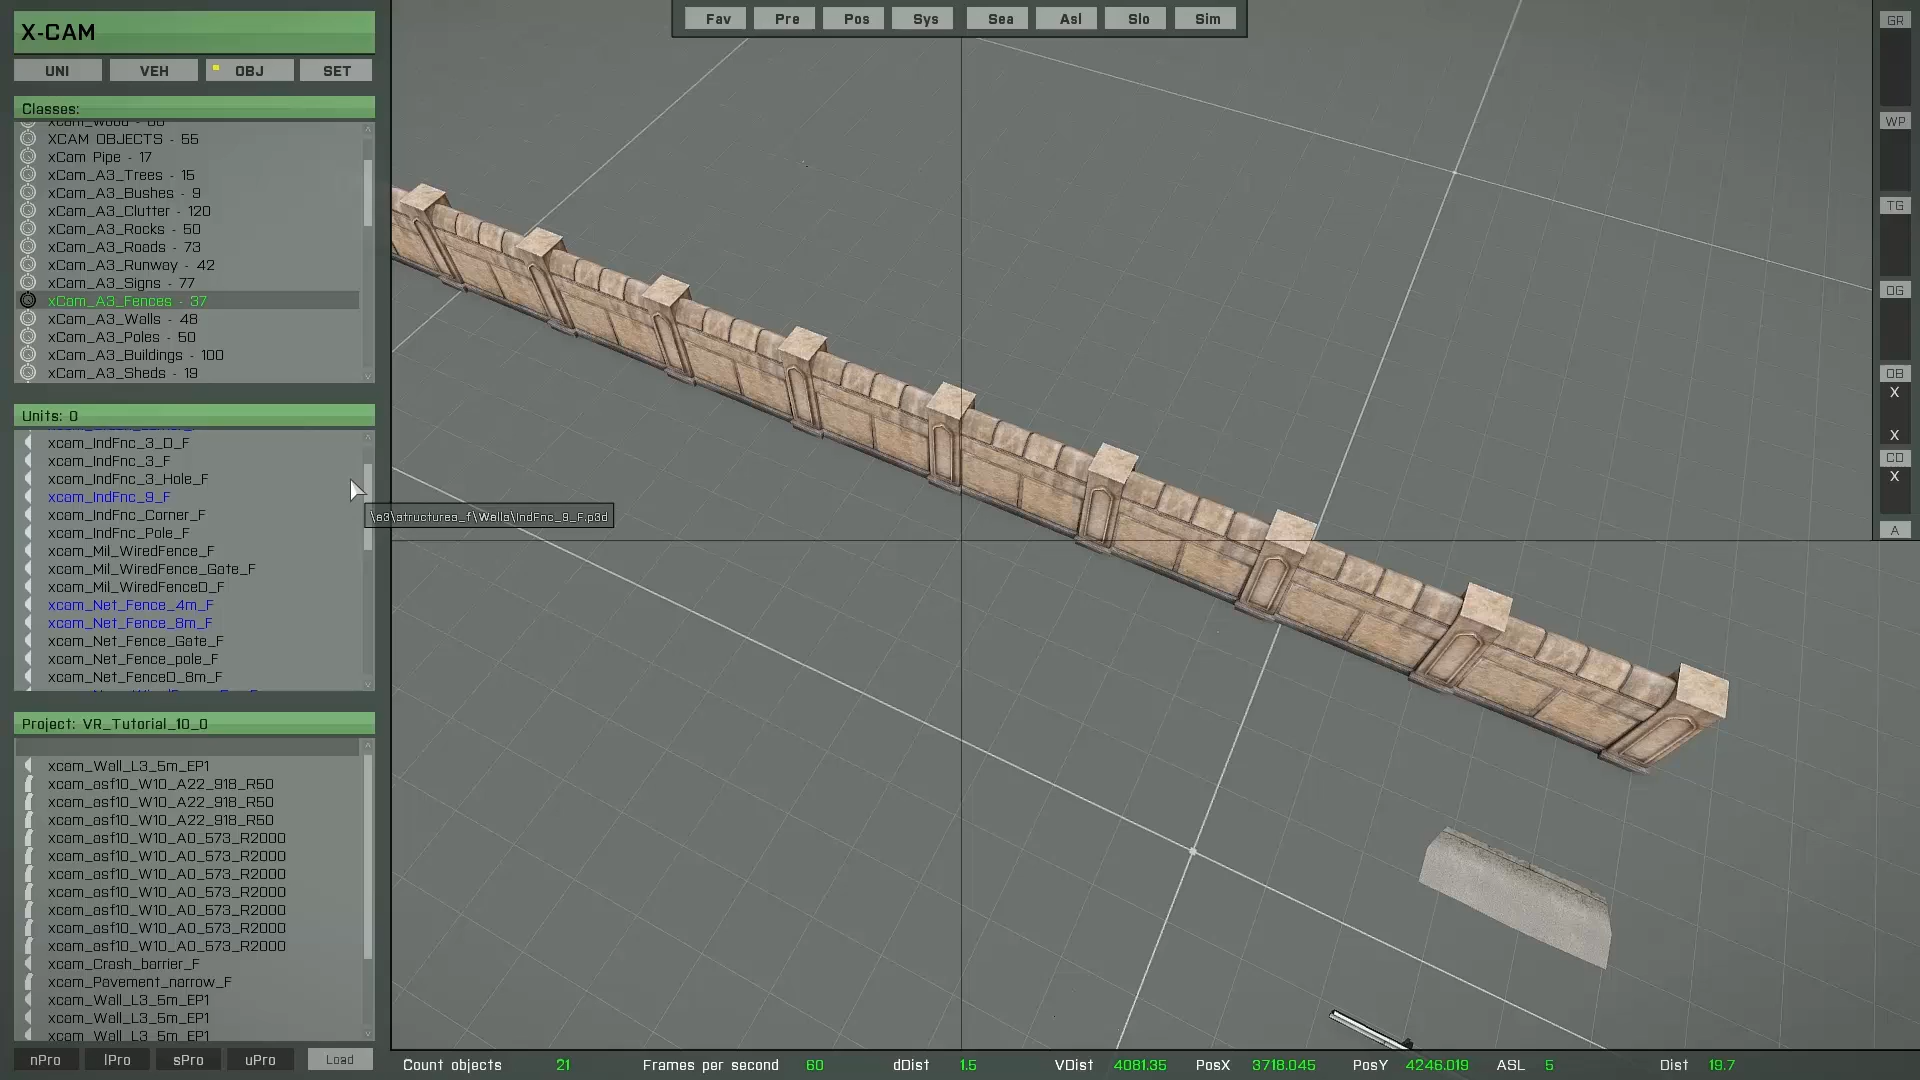 X-CAM
Fav Pre Pos Sys Sea Asl Slo Sim
UNI VEH OBJ SET
Classes:
xCam_Wood - 60
XCAM OBJECTS - 55
xCam Pipe - 17
xCam_A3_Trees - 15
xCam_A3_Bushes - 9
xCam_A3_Clutter - 120
xCam_A3_Rocks - 50
xCam_A3_Roads - 73
xCam_A3_Runway - 42
xCam_A3_Signs - 77
xCam_A3_Fences - 37
xCam_A3_Walls - 48
xCam_A3_Poles - 50
xCam_A3_Buildings - 100
xCam_A3_Sheds - 19
Units: 0
xcam_IndFnc_3_D_F
xcam_IndFnc_3_F
xcam_IndFnc_3_Hole_F
xcam_IndFnc_9_F
xcam_IndFnc_Corner_F
xcam_IndFnc_Pole_F
xcam_Mil_WiredFence_F
xcam_Mil_WiredFence_Gate_F
xcam_Mil_WiredFenceD_F
xcam_Net_Fence_4m_F
xcam_Net_Fence_8m_F
xcam_Net_Fence_Gate_F
xcam_Net_Fence_pole_F
xcam_Net_FenceD_8m_F
\a3\structures_f\Walls\IndFnc_9_F.p3d
Project: VR_Tutorial_10_0
xcam_Wall_L3_5m_EP1
xcam_asf10_W10_A22_918_R50
xcam_asf10_W10_A22_918_R50
xcam_asf10_W10_A22_918_R50
xcam_asf10_W10_A0_573_R2000
xcam_asf10_W10_A0_573_R2000
xcam_asf10_W10_A0_573_R2000
xcam_asf10_W10_A0_573_R2000
xcam_asf10_W10_A0_573_R2000
xcam_asf10_W10_A0_573_R2000
xcam_asf10_W10_A0_573_R2000
xcam_Crash_barrier_F
xcam_Pavement_narrow_F
xcam_Wall_L3_5m_EP1
xcam_Wall_L3_5m_EP1
xcam_Wall_L3_5m_EP1
nPro lPro sPro uPro Load
GR
WP
TG
OG
OB
X
X
CO
X
A
Count objects 21 Frames per second 60 dDist 1.5 VDist 4081.35 PosX 3718.045 PosY 4246.019 ASL 5 Dist 19.7